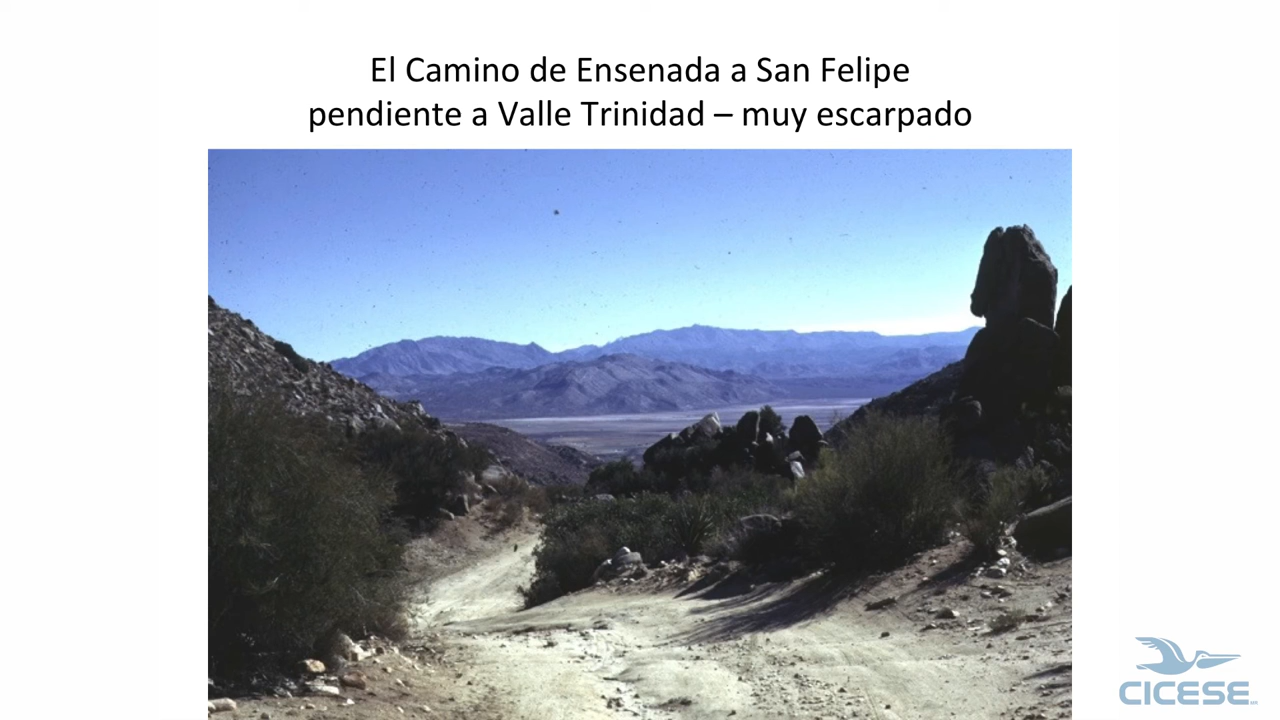 El Camino de Ensenada a San Felipe
pendiente a Valle Trinidad – muy escarpado
CICESE